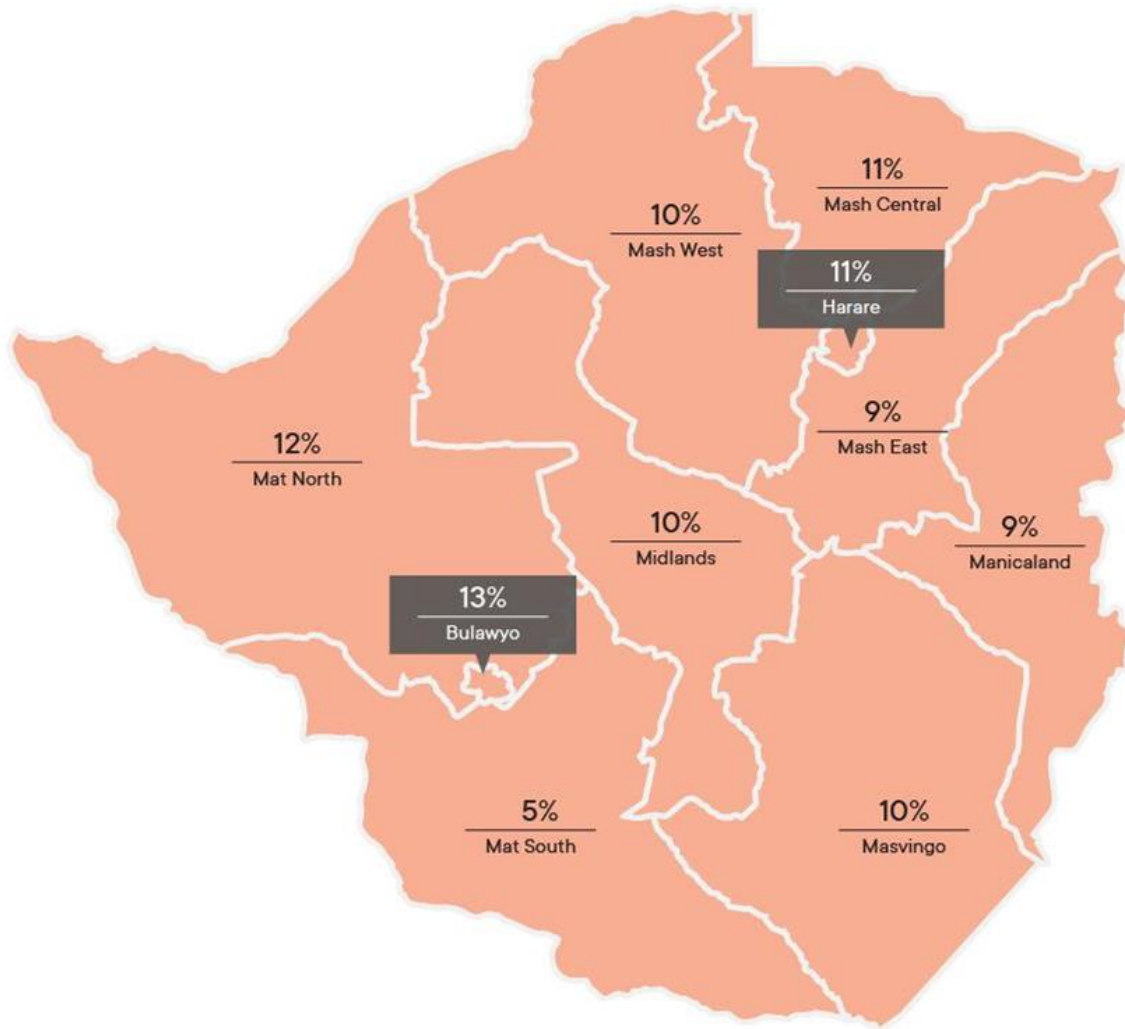 11%
Mash Central
10%
Mash West
11%
Harare
9%
Mash East
12%
Mat North
10%
Midlands
9%
Manicaland
13%
Bulawyo
5%
Mat South
10%
Masvingo